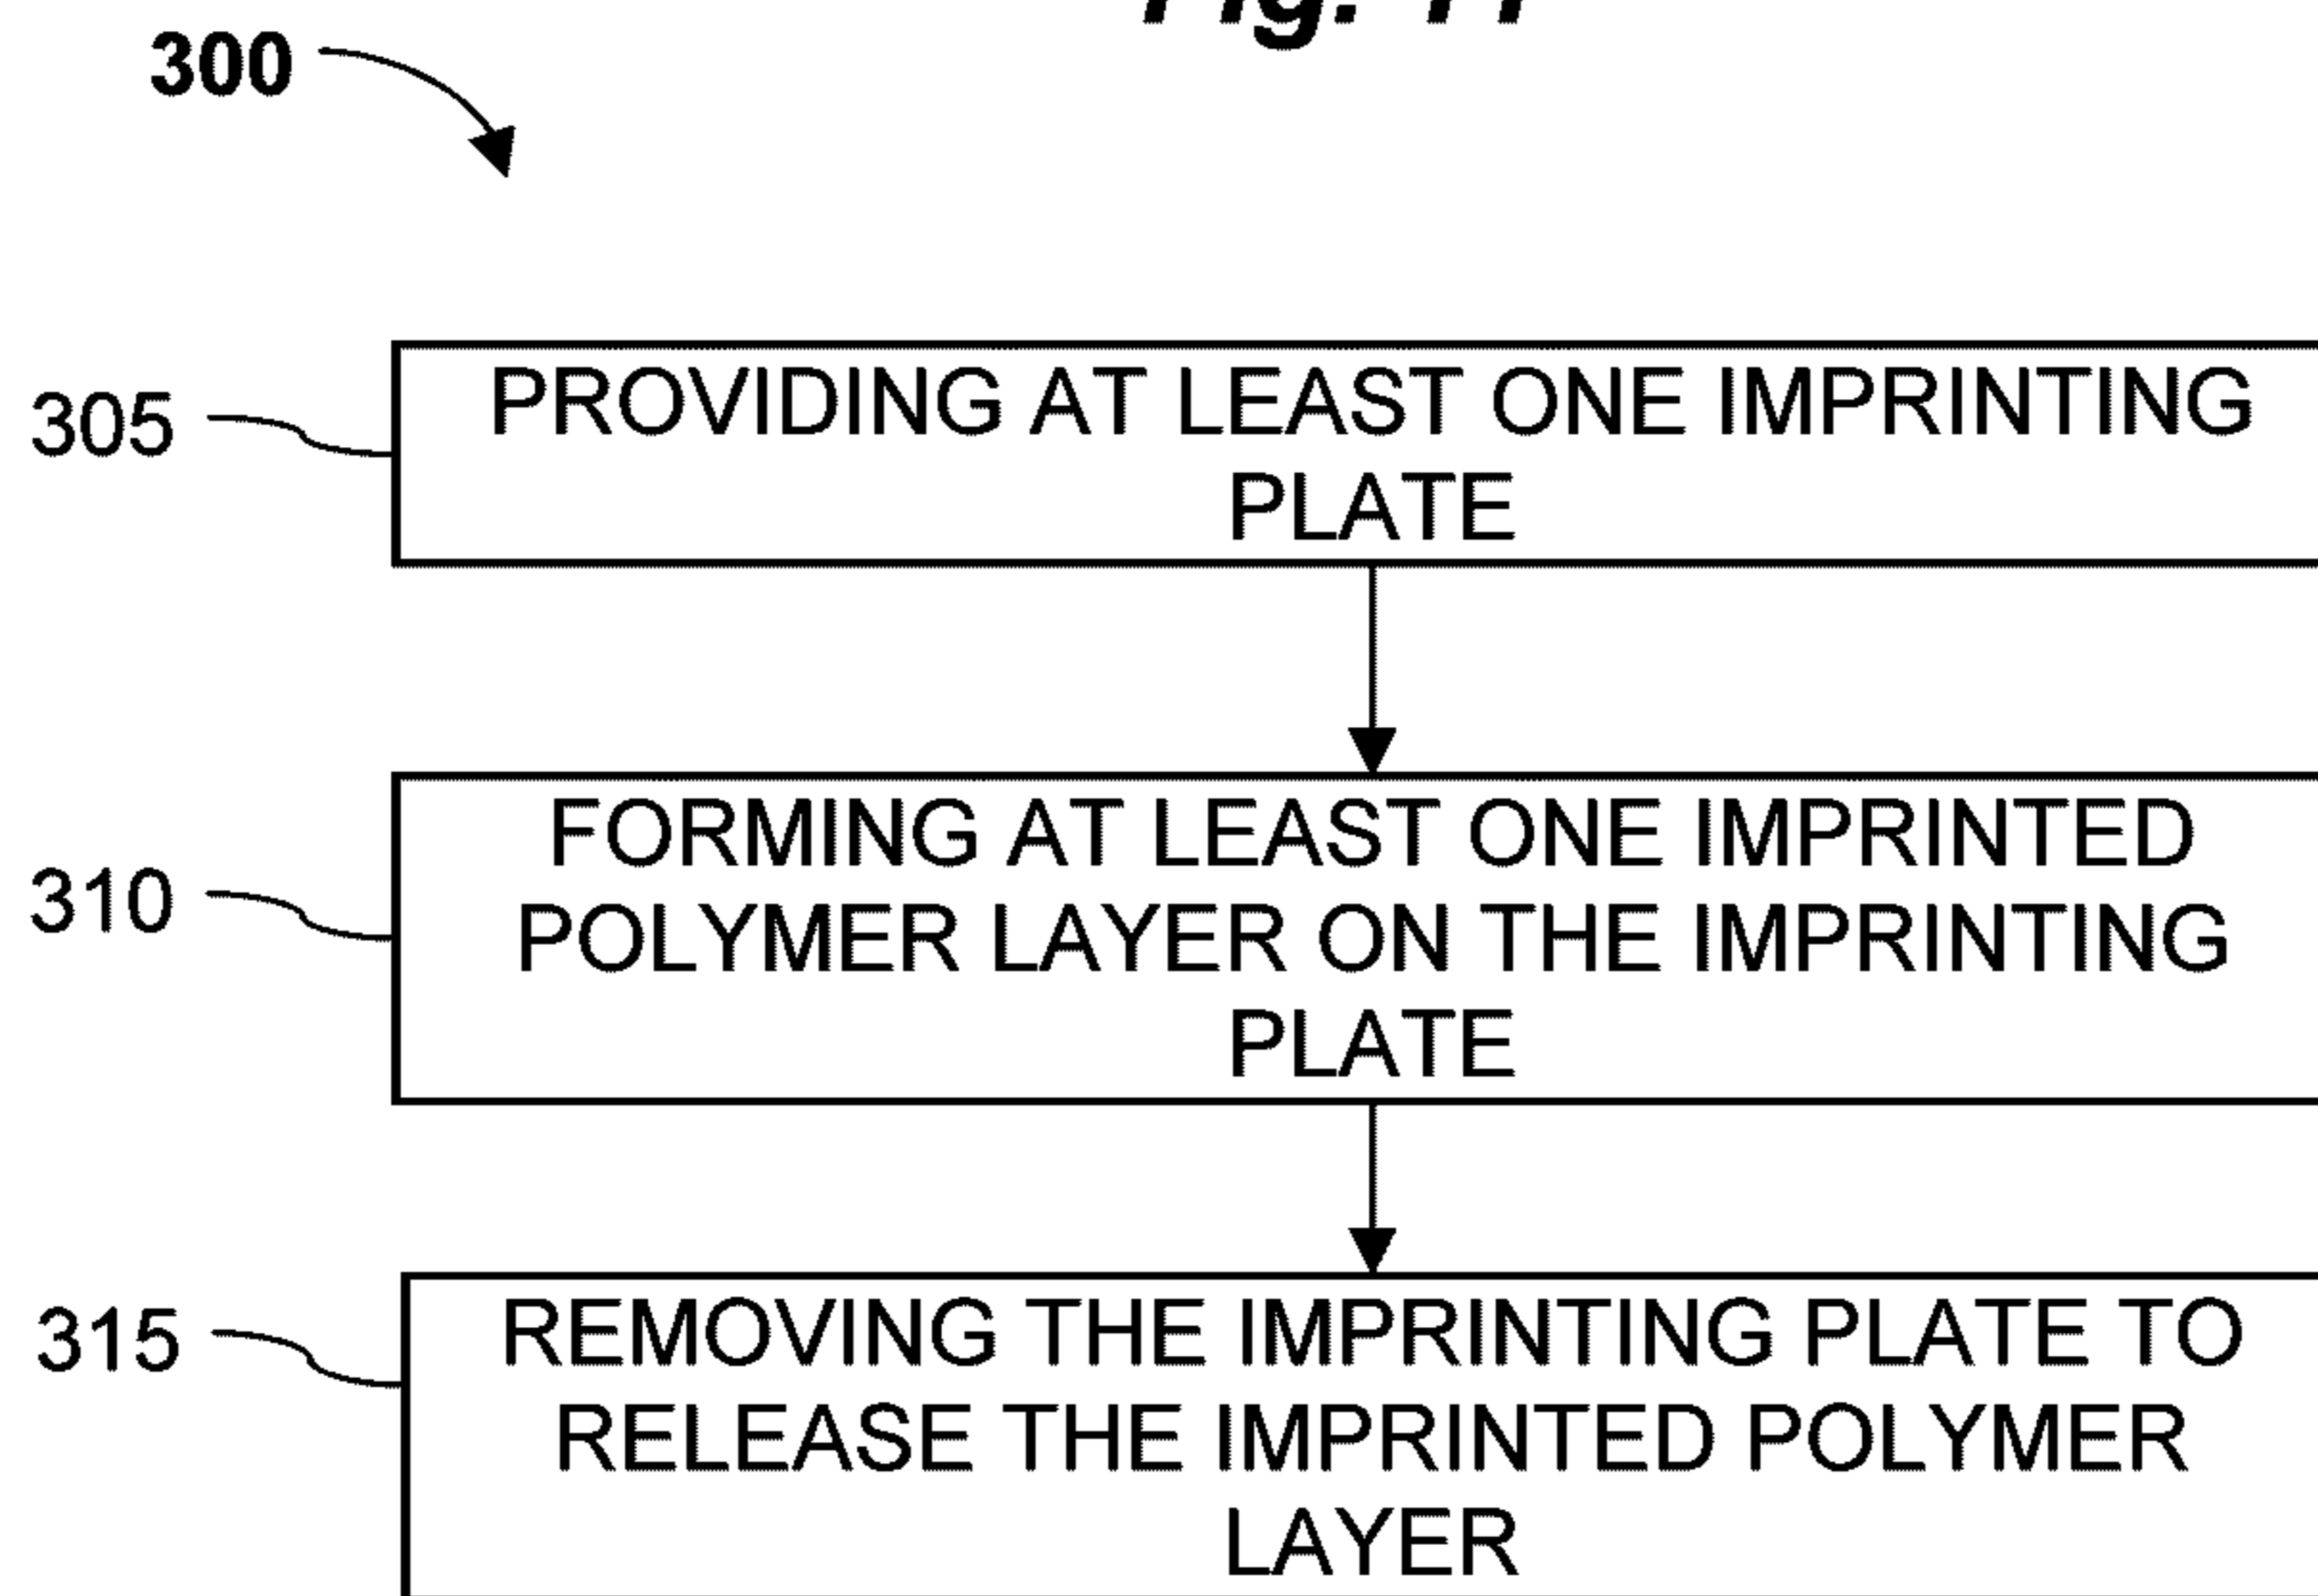 300
305
PROVIDING AT LEAST ONE IMPRINTING
PLATE
310
FORMING AT LEAST ONE IMPRINTED
POLYMER LAYER ON THE IMPRINTING
PLATE
315
REMOVING THE IMPRINTING PLATE TO
RELEASE THE IMPRINTED POLYMER
LAYER